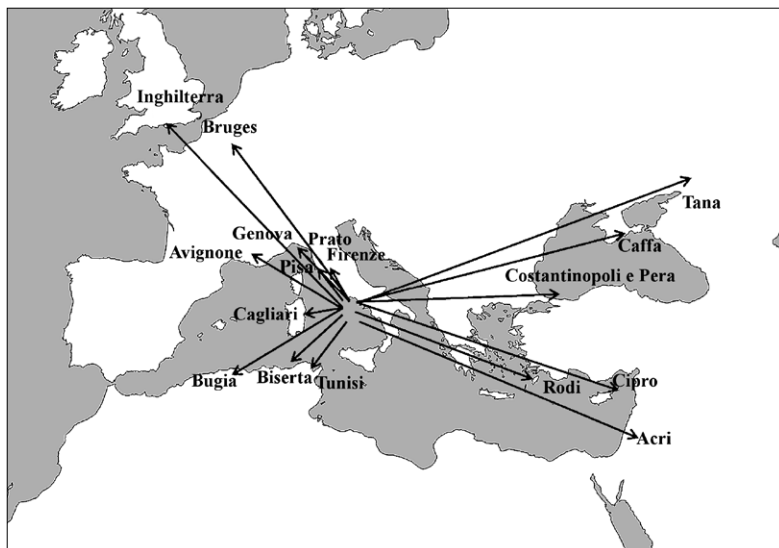 Inghilterra
Bruges
Tana
Genova
Prato
Caffa
Avignone
Firenze
Pisa
Costantinopoli e Pera
Cagliari
Bugia
Biserta
Tunisi
Rodi
Cipro
Acri